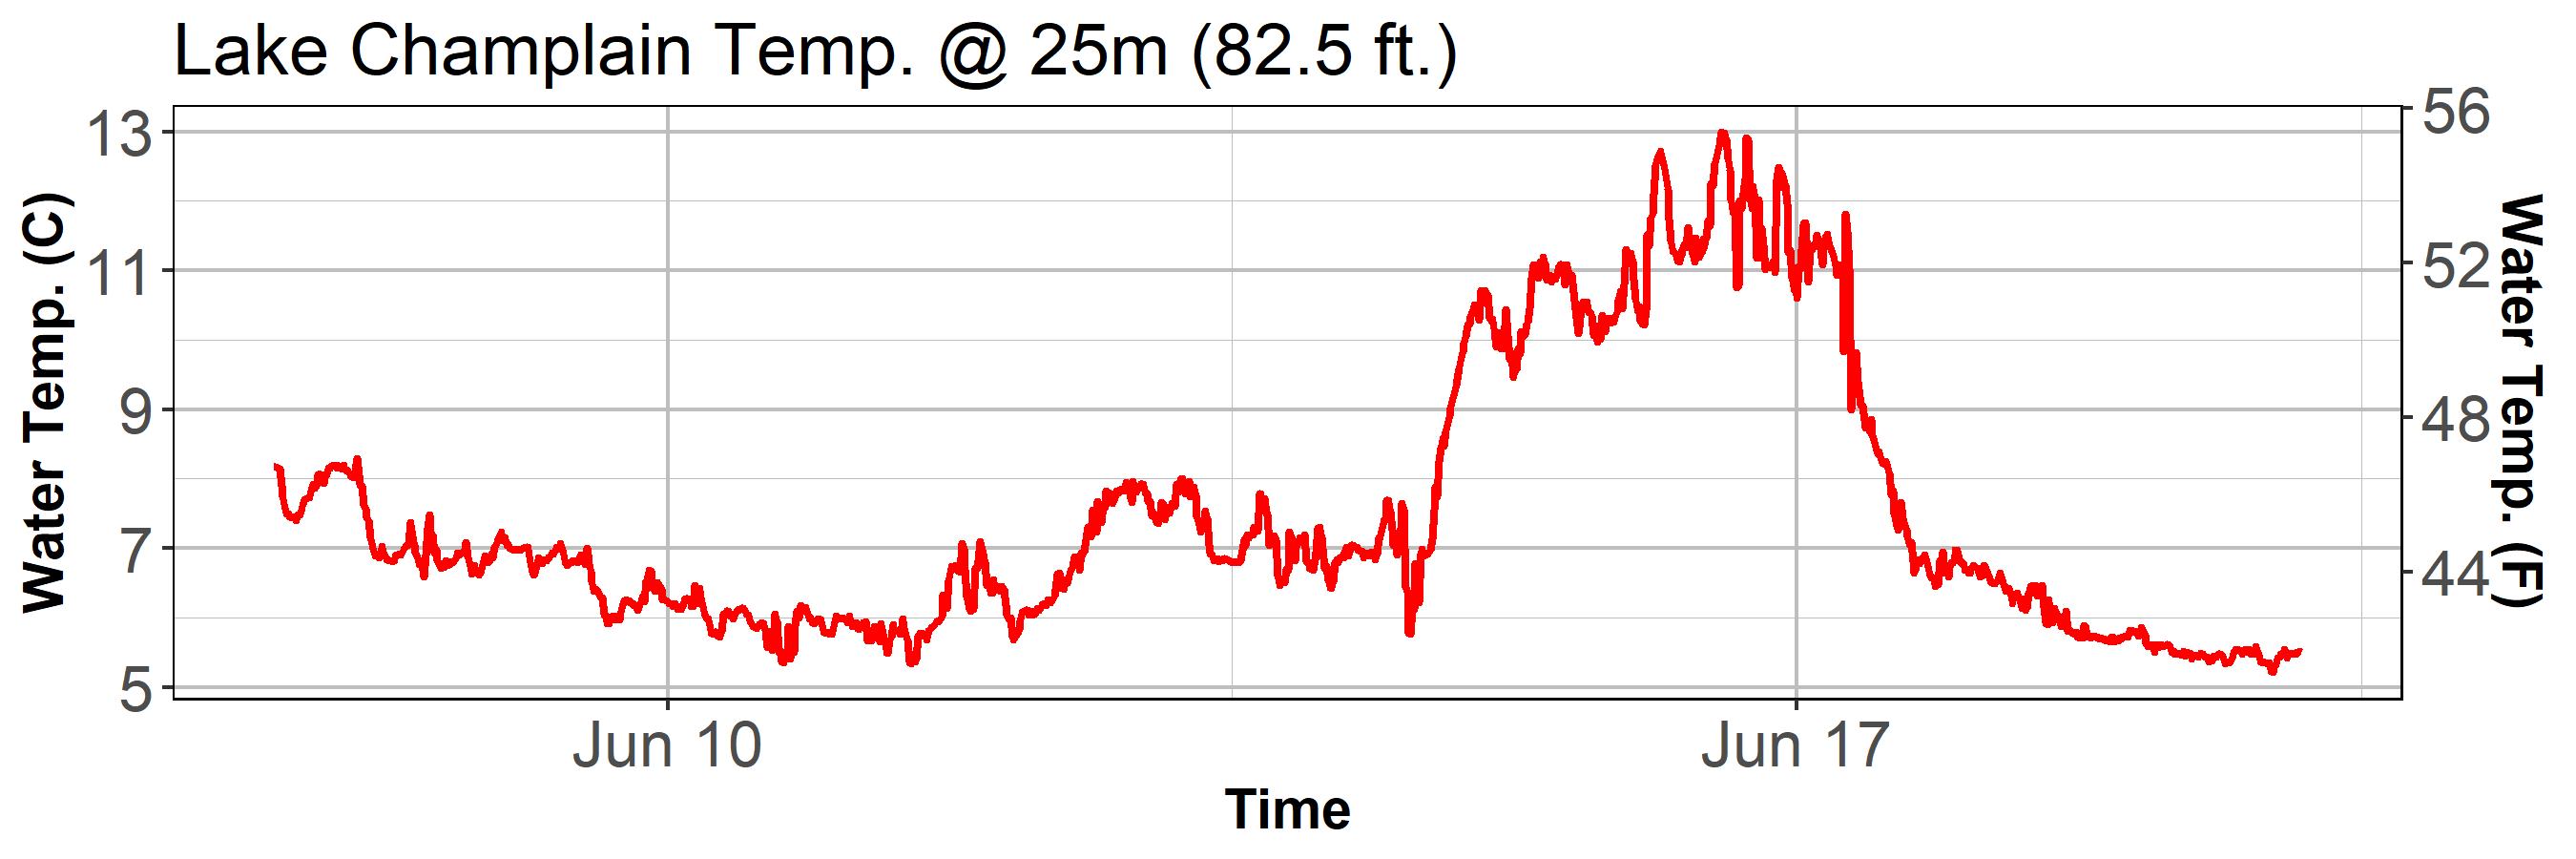 Lake Champlain Temp. @ 25m (82.5 ft.)
Water Temp. (C)
13
11
9
7
5
56
52
48
44
Water Temp. (F)
Jun 10
Jun 17
Time